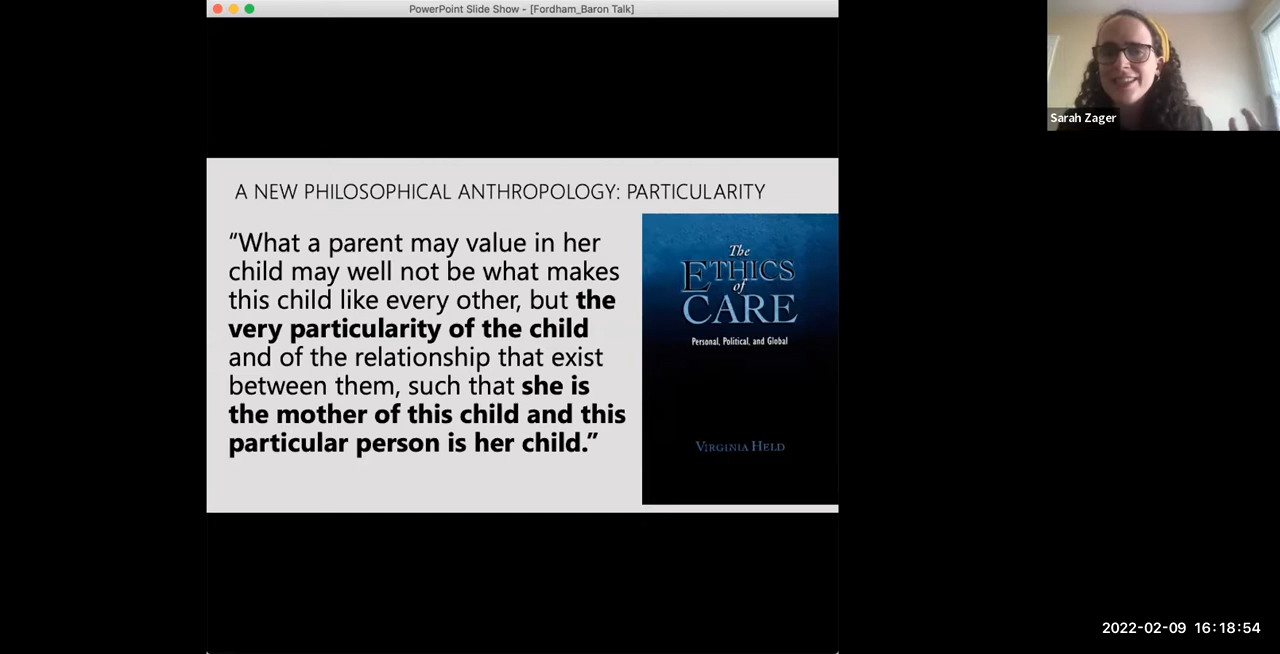 PowerPoint Slide Show - [Fordham_Baron Talk]
Sarah Zager
A NEW PHILOSOPHICAL ANTHROPOLOGY: PARTICULARITY
“What a parent may value in her
child may well not be what makes
this child like every other, but the
very particularity of the child
and of the relationship that exist
between them, such that she is
the mother of this child and this
particular person is her child.”
The
ETHICS
of
CARE
Personal, Political, and Global
VIRGINIA HELD
2022-02-09 16:18:54